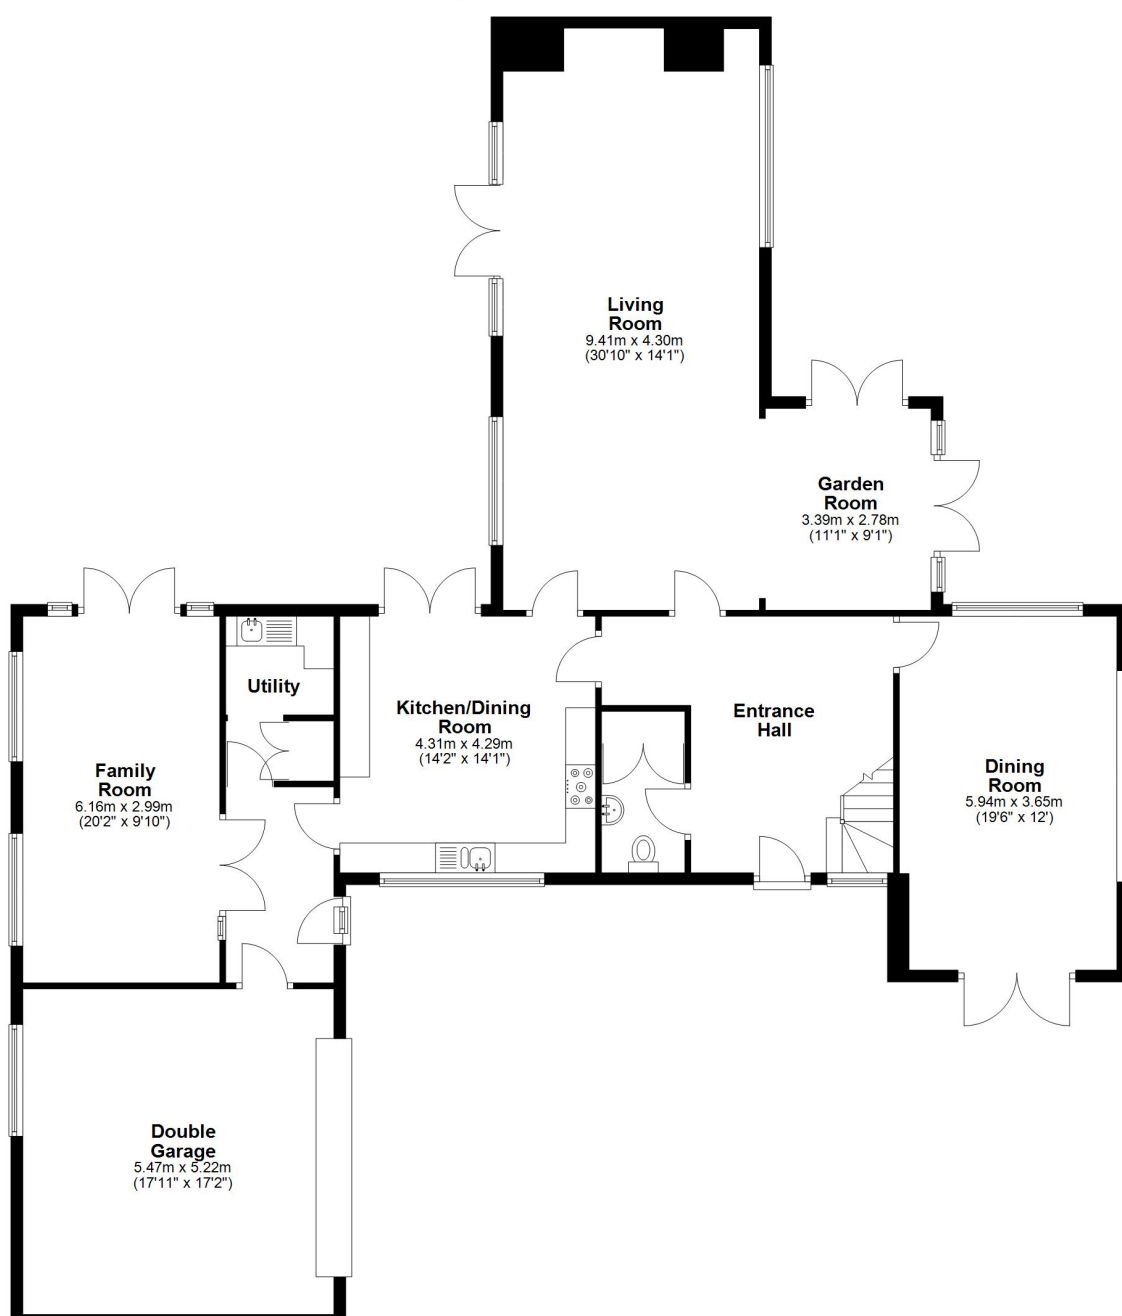 Living
Room
9.41m x 4.30m
(30'10" x 14'1")
Garden
Room
3.39m x 2.78m
(11'1" x 9'1")
Utility
Kitchen/Dining
Room
4.31m x 4.29m
(14'2" x 14'1")
Entrance
Hall
Family
Room
6.16m x 2.99m
(20'2" x 9'10")
Dining
Room
5.94m x 3.65m
(19'6" x 12')
Double
Garage
5.47m x 5.22m
(17'11" x 17'2")